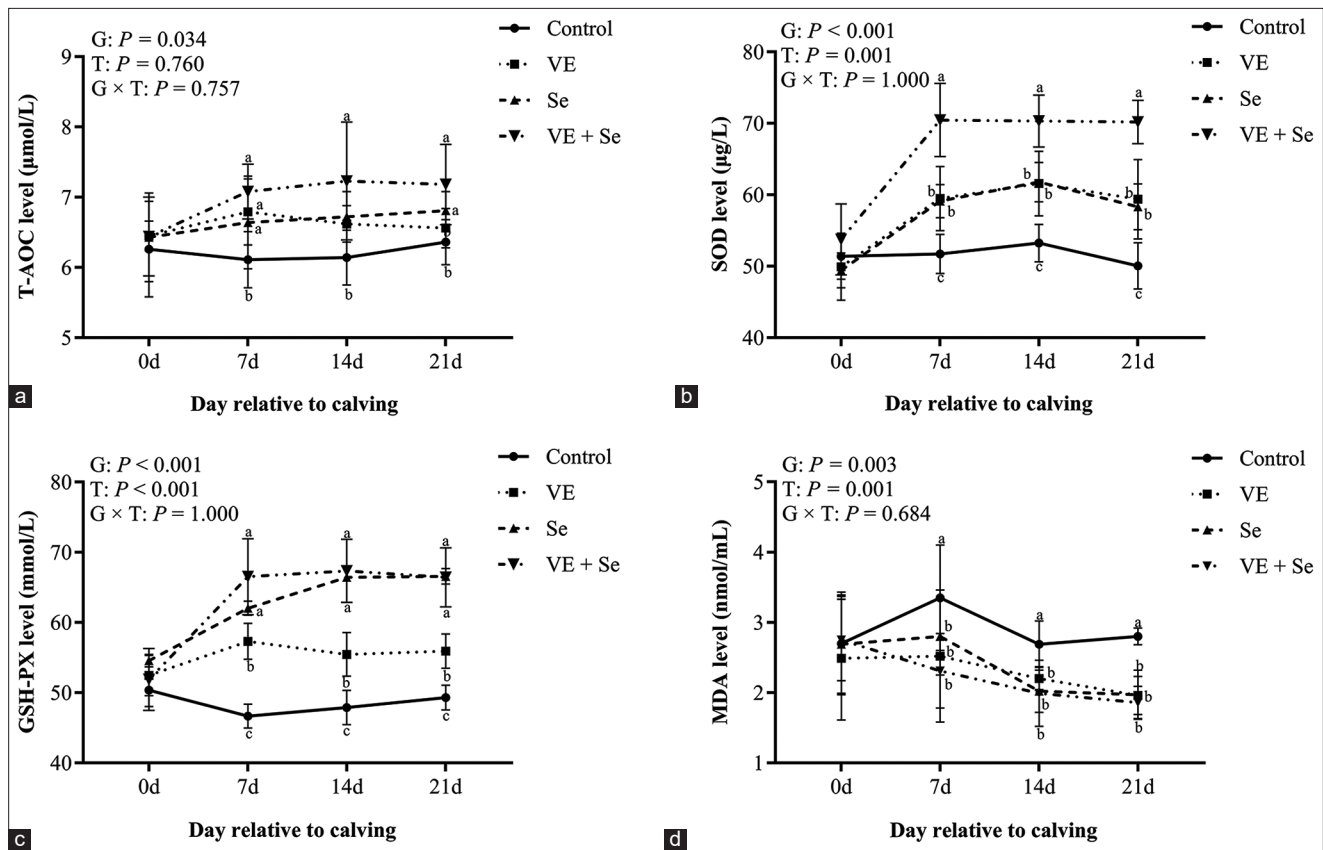 G: P = 0.034
T: P = 0.760
G × T: P = 0.757
Control
VE
Se
VE + Se
T-AOC level (µmol/L)
9
8
7
6
5
a
a
a
a
a
a
b
b
b
b
0d
7d
14d
21d
Day relative to calving
a
G: P < 0.001
T: P = 0.001
G × T: P = 1.000
Control
VE
Se
VE + Se
SOD level (µg/L)
80
70
60
50
40
a
a
a
b
b
b
b
b
b
c
c
c
0d
7d
14d
21d
Day relative to calving
b
G: P < 0.001
T: P < 0.001
G × T: P = 1.000
Control
VE
Se
VE + Se
GSH-PX level (mmol/L)
80
70
60
50
40
a
a
a
a
a
a
b
b
b
c
c
c
0d
7d
14d
21d
Day relative to calving
c
G: P = 0.003
T: P = 0.001
G × T: P = 0.684
Control
VE
Se
VE + Se
MDA level (nmol/mL)
5
4
3
2
1
a
a
a
b
b
b
b
b
b
b
b
b
0d
7d
14d
21d
Day relative to calving
d